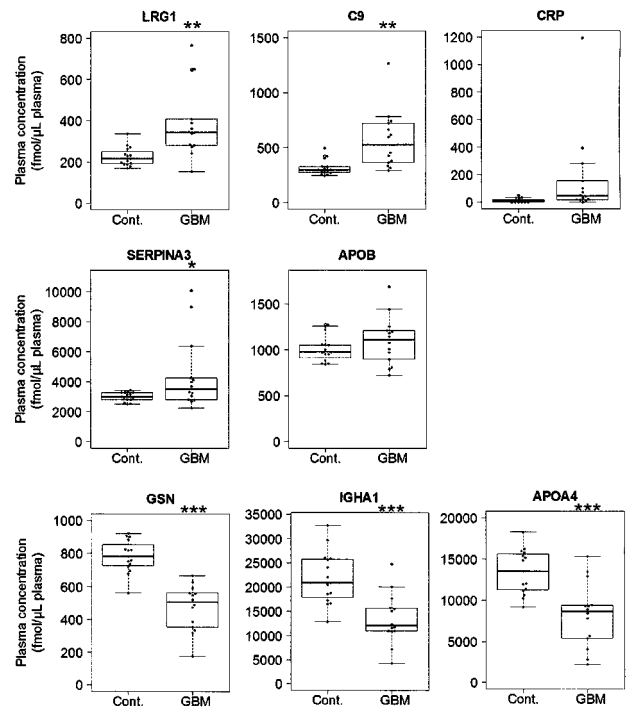 LRG1
C9
CRP
Plasma concentration
(fmol/µL plasma)
800
600
400
200
0
**
Cont.
GBM
1500
1000
500
0
**
Cont.
GBM
1200
1000
800
600
400
200
0
Cont.
GBM
SERPINA3
APOB
Plasma concentration
(fmol/µL plasma)
10000
8000
6000
4000
2000
0
*
Cont.
GBM
1500
1000
500
0
Cont.
GBM
GSN
IGHA1
APOA4
Plasma concentration
(fmol/µL plasma)
1000
800
600
400
200
0
***
Cont.
GBM
35000
30000
25000
20000
15000
10000
5000
0
***
Cont.
GBM
20000
15000
10000
5000
0
***
Cont.
GBM